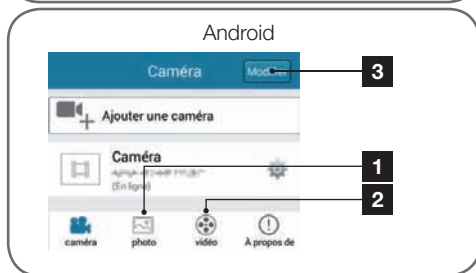 Android
Caméra Modifier 3
Ajouter une caméra
Caméra
(En ligne)
1
2
caméra photo vidéo À propos de